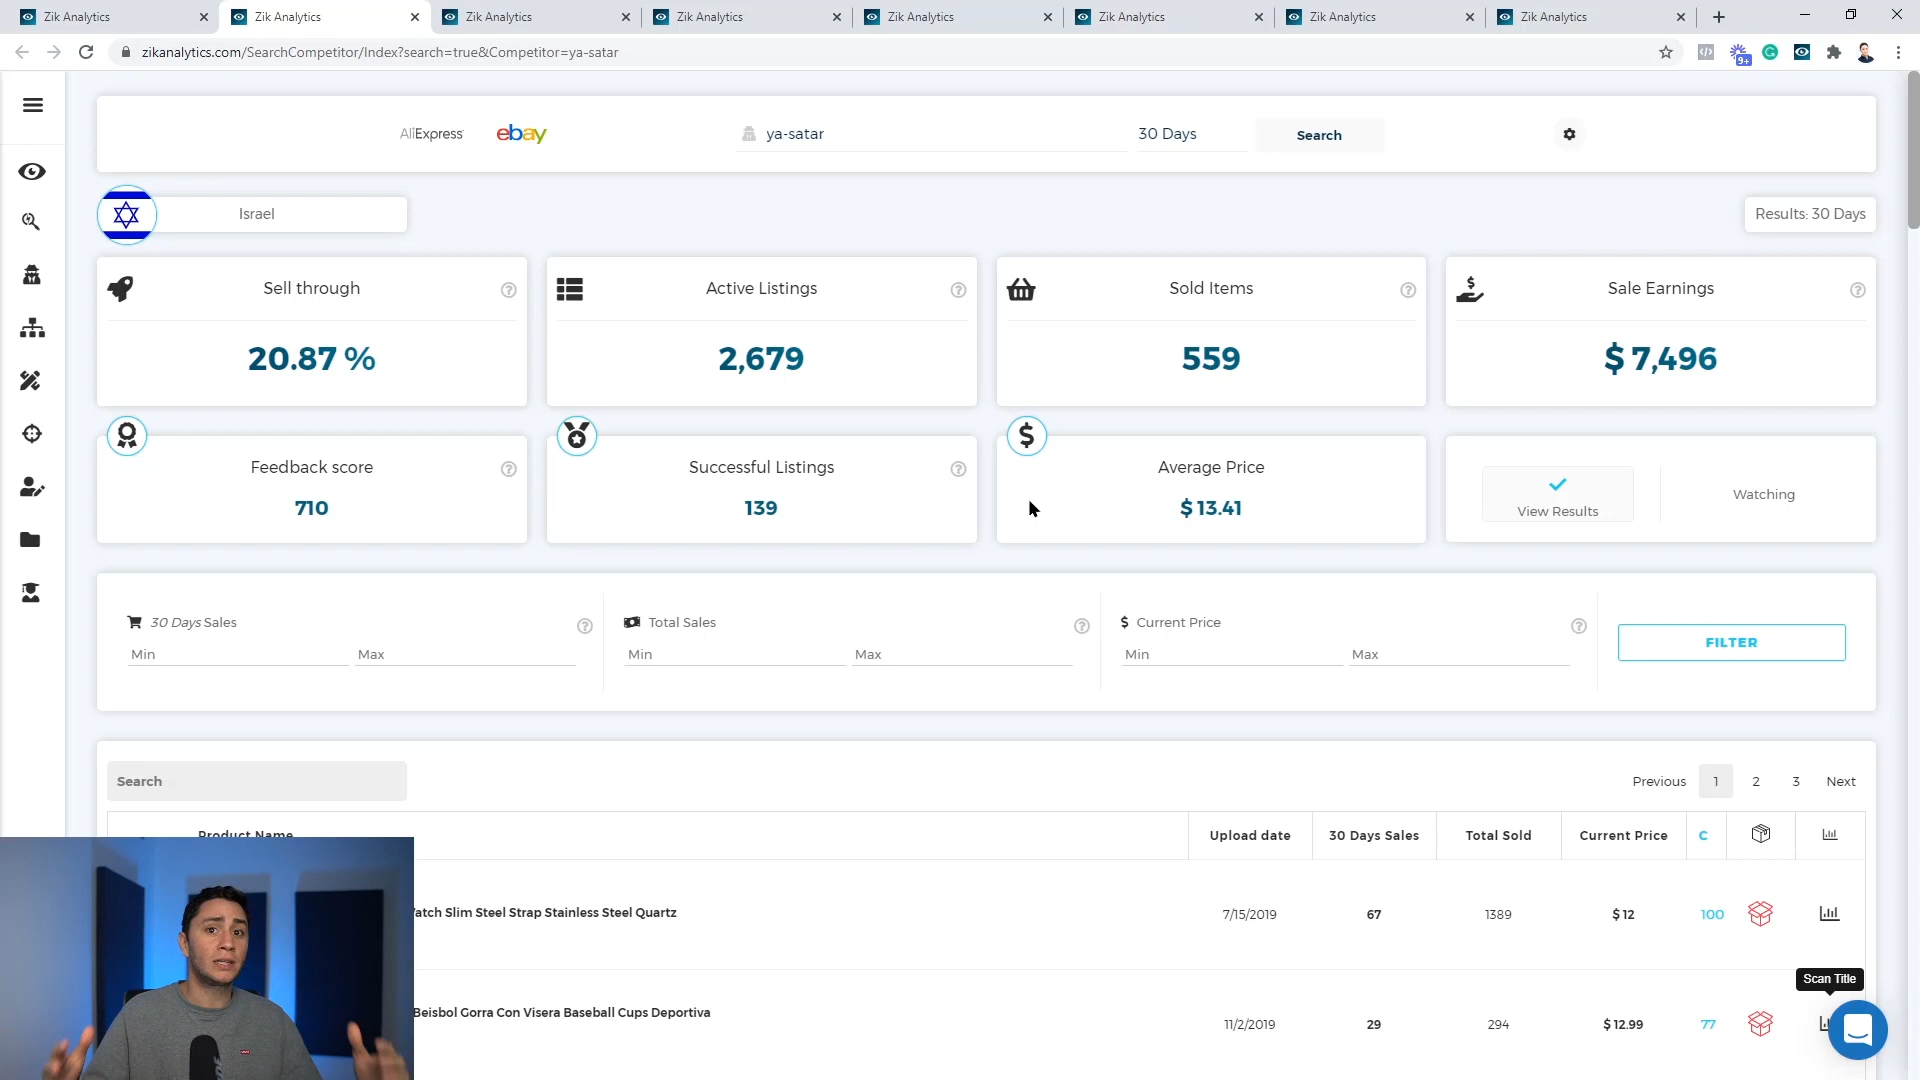 Zik Analytics
Zik Analytics
Zik Analytics
Zik Analytics
Zik Analytics
Zik Analytics
Zik Analytics
Zik Analytics
zikanalytics.com/SearchCompetitor/Index?search=true&Competitor=ya-satar
9+
AliExpress
ebay
ya-satar
30 Days
Search
Israel
Results: 30 Days
Sell through
Active Listings
Sold Items
Sale Earnings
20.87 %
2,679
559
$ 7,496
Feedback score
Successful Listings
Average Price
710
139
$ 13.41
View Results
Watching
30 Days Sales
Total Sales
$ Current Price
Min
Max
Min
Max
Min
Max
FILTER
Search
Previous
1
2
3
Next
Product Name
Upload date
30 Days Sales
Total Sold
Current Price
C
Slim Steel Strap Stainless Steel Quartz
7/15/2019
67
1389
$ 12
100
Scan Title
Beisbol Gorra Con Visera Baseball Cups Deportiva
11/2/2019
29
294
$ 12.99
77